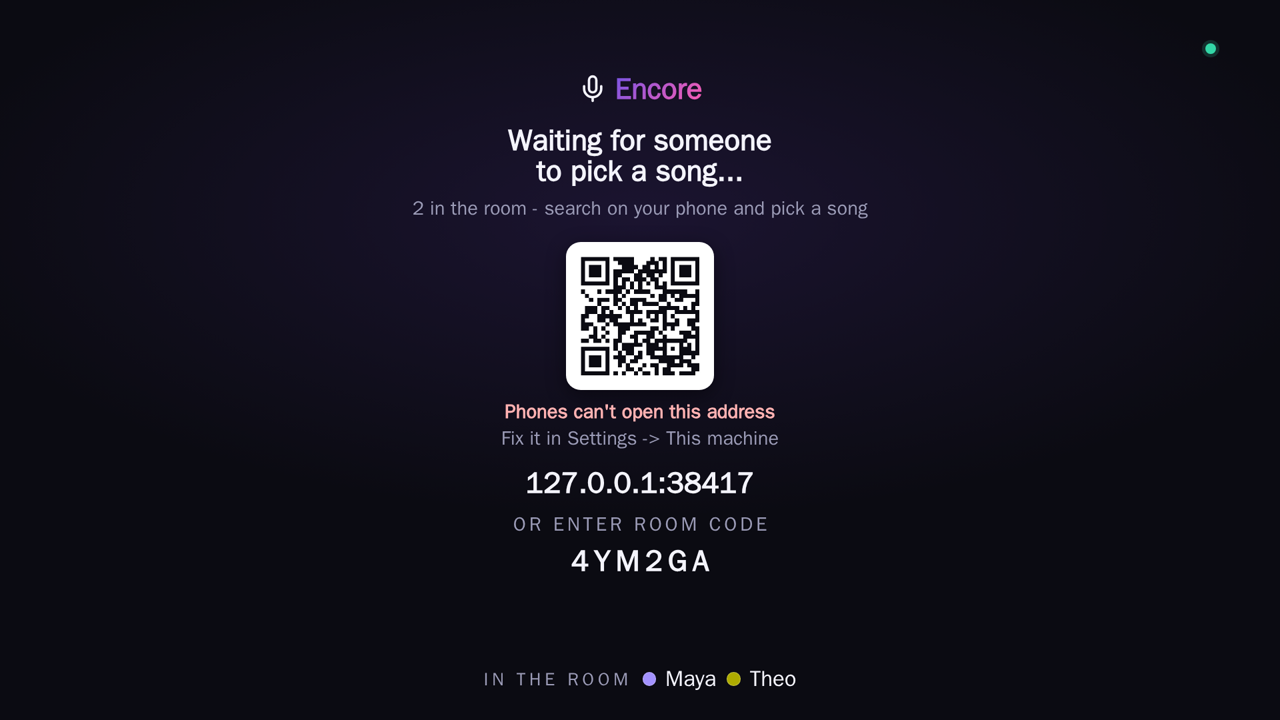 Encore
Waiting for someone
to pick a song...
2 in the room - search on your phone and pick a song
Phones can't open this address
Fix it in Settings -> This machine
127.0.0.1:38417
OR ENTER ROOM CODE
4YM2GA
IN THE ROOM Maya Theo